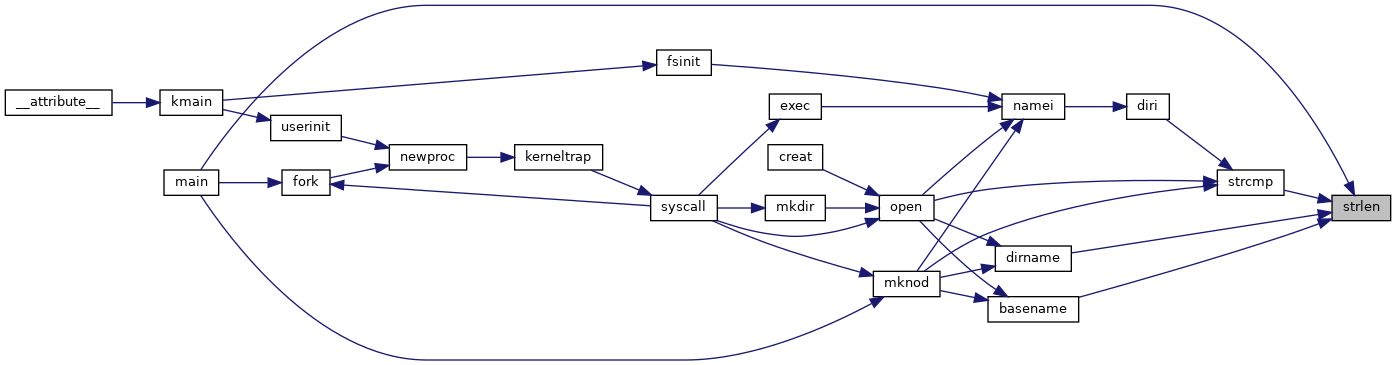 __attribute__
kmain
userinit
main
fork
newproc
kerneltrap
fsinit
syscall
exec
creat
mkdir
open
mknod
namei
dirname
basename
diri
strcmp
strlen